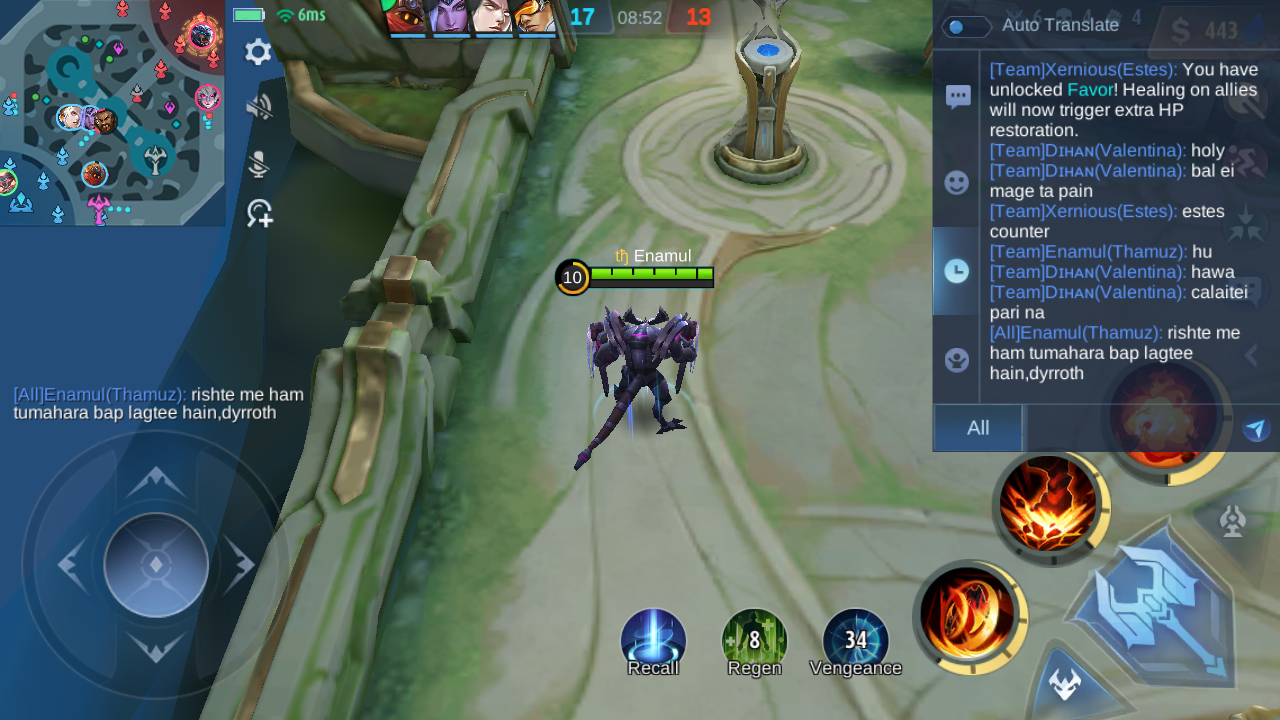 6ms
17 08:52 13
Auto Translate
$ 443
[Team]Xernious(Estes): You have
unlocked Favor! Healing on allies
will now trigger extra HP
restoration.
[Team]Dɪʜᴀɴ(Valentina): holy
[Team]Dɪʜᴀɴ(Valentina): bal ei
mage ta pain
[Team]Xernious(Estes): estes
counter
[Team]Enamul(Thamuz): hu
[Team]Dɪʜᴀɴ(Valentina): hawa
[Team]Dɪʜᴀɴ(Valentina): calaitei
pari na
[All]Enamul(Thamuz): rishte me
ham tumahara bap lagtee
hain,dyrroth
All
Enamul
10
[All]Enamul(Thamuz): rishte me ham
tumahara bap lagtee hain,dyrroth
8
34
Recall
Regen
Vengeance